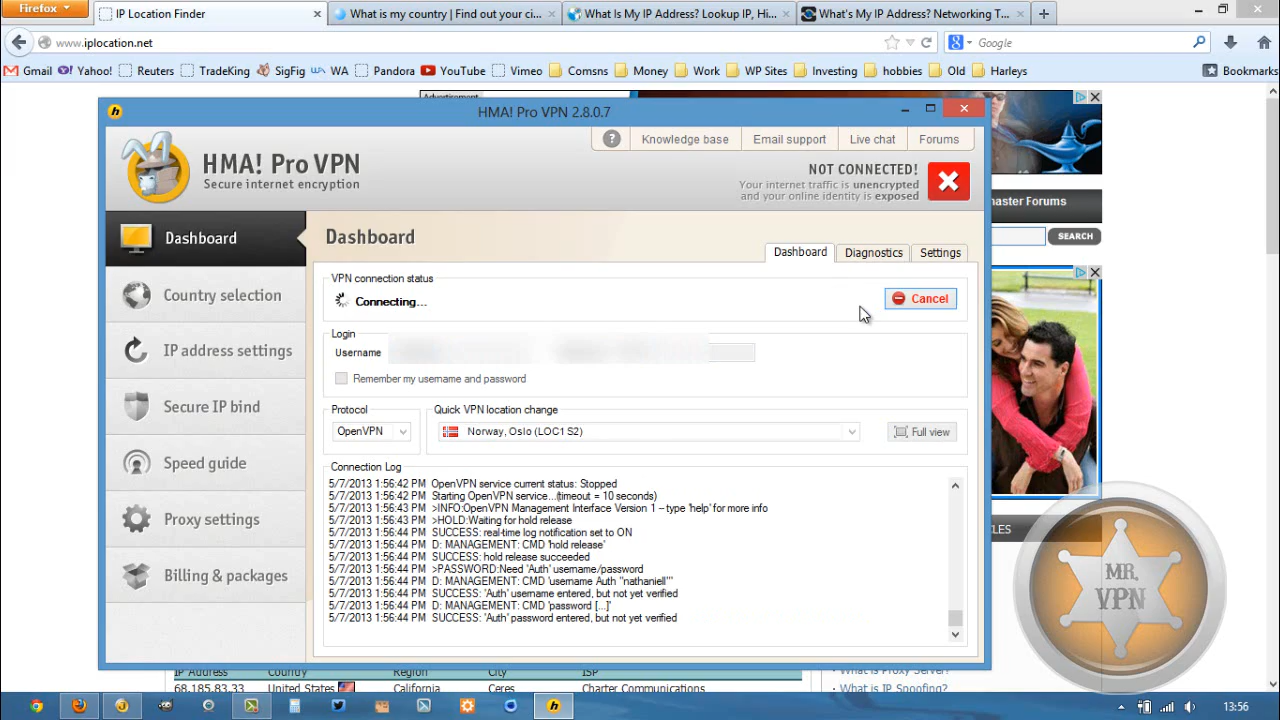 Firefox
IP Location Finder
What is my country | Find out your ci...
What Is My IP Address? Lookup IP, Hi...
What's My IP Address? Networking T...
www.iplocation.net
Google
Gmail
Yahoo!
Reuters
TradeKing
SigFig
WA
Pandora
YouTube
Vimeo
Comsns
Money
Work
WP Sites
Investing
hobbies
Old
Harleys
Bookmarks
Advertisement
HMA! Pro VPN 2.8.0.7
HMA! Pro VPN
Secure internet encryption
Knowledge base
Email support
Live chat
Forums
NOT CONNECTED!
Your internet traffic is unencrypted
and your online identity is exposed
master Forums
SEARCH
Dashboard
Country selection
IP address settings
Secure IP bind
Speed guide
Proxy settings
Billing & packages
Dashboard
Dashboard
Diagnostics
Settings
VPN connection status
Connecting...
Cancel
Login
Username
Remember my username and password
Protocol
OpenVPN
Quick VPN location change
Norway, Oslo (LOC1 S2)
Full view
Connection Log
5/7/2013 1:56:42 PM OpenVPN service current status: Stopped
5/7/2013 1:56:42 PM Starting OpenVPN service...(timeout = 10 seconds)
5/7/2013 1:56:43 PM >INFO:OpenVPN Management Interface Version 1 -- type 'help' for more info
5/7/2013 1:56:43 PM >HOLD:Waiting for hold release
5/7/2013 1:56:44 PM SUCCESS: real-time log notification set to ON
5/7/2013 1:56:44 PM D: MANAGEMENT: CMD 'hold release'
5/7/2013 1:56:44 PM SUCCESS: hold release succeeded
5/7/2013 1:56:44 PM >PASSWORD:Need 'Auth' username/password
5/7/2013 1:56:44 PM D: MANAGEMENT: CMD 'username Auth "nathaniell"'
5/7/2013 1:56:44 PM SUCCESS: 'Auth' username entered, but not yet verified
5/7/2013 1:56:44 PM D: MANAGEMENT: CMD 'password [...]'
5/7/2013 1:56:44 PM SUCCESS: 'Auth' password entered, but not yet verified
CLES
MR.
VPN
IP Address
Country
Region
City
ISP
68.185.83.33
United States
California
Ceres
Charter Communications
What is Proxy Server?
What is IP Spoofing?
13:56